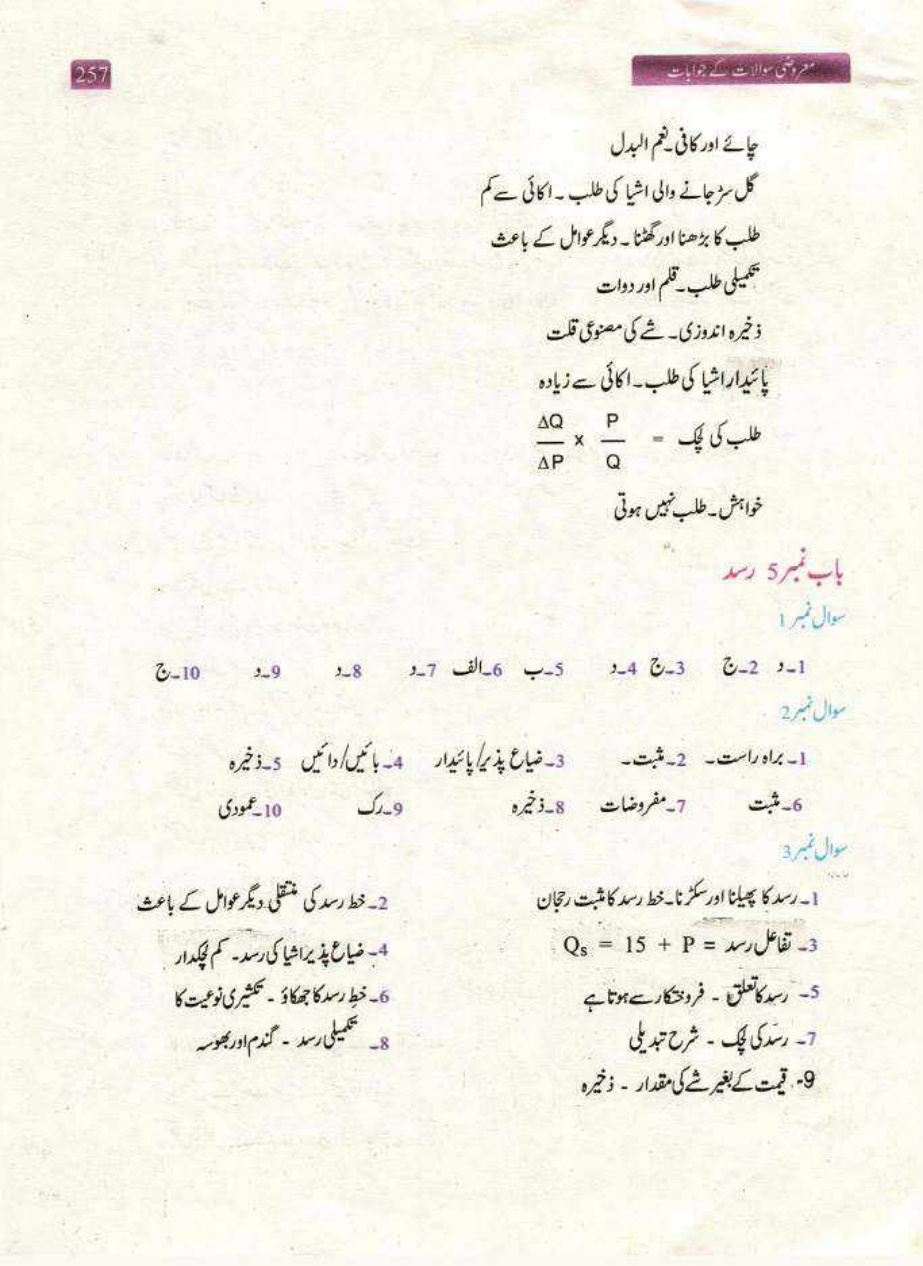 معروضی سوالات کے جوابات
257
چائے اور کافی۔نعم البدل
گل سڑ جانے والی اشیا کی طلب ۔ اکائی سے کم
طلب کا بڑھنا اور گھٹنا ۔ دیگر عوامل کے باعث
تکمیلی طلب۔ قلم اور دوات
ذخیرہ اندوزی۔ شے کی مصنوعی قلت
پائیدار اشیا کی طلب۔ اکائی سے زیادہ
طلب کی لچک = ΔQ/ΔP x P/Q
خواہش۔ طلب نہیں ہوتی
باب نمبر 5 رسد
سوال نمبر 1
1۔د 2۔ج 3۔ج 4۔د 5۔ب 6۔الف 7۔د 8۔د 9۔د 10۔ج
سوال نمبر 2
1۔ براہ راست۔ 2۔ مثبت۔ 3۔ ضیاع پذیر/پائیدار 4۔ بائیں/دائیں 5۔ذخیرہ
6۔ مثبت 7۔ مفروضات 8۔ذخیرہ 9۔رک 10۔عمودی
سوال نمبر 3
1۔ رسد کا پھیلنا اور سکڑنا۔ خط رسد کا مثبت رجحان 2۔ خط رسد کی منتقلی دیگر عوامل کے باعث
3۔ تفاعل رسد = Qs = 15 + P 4۔ ضیاع پذیر اشیا کی رسد۔ کم لچکدار
5۔ رسد کا تعلق ۔ فروختکار سے ہوتا ہے 6۔ خطِ رسد کا جھکاؤ ۔ تکثیری نوعیت کا
7۔ رسد کی لچک ۔ شرح تبدیلی 8۔ تکمیلی رسد ۔ گندم اور بھوسہ
9۔ قیمت کے بغیر شے کی مقدار ۔ ذخیرہ